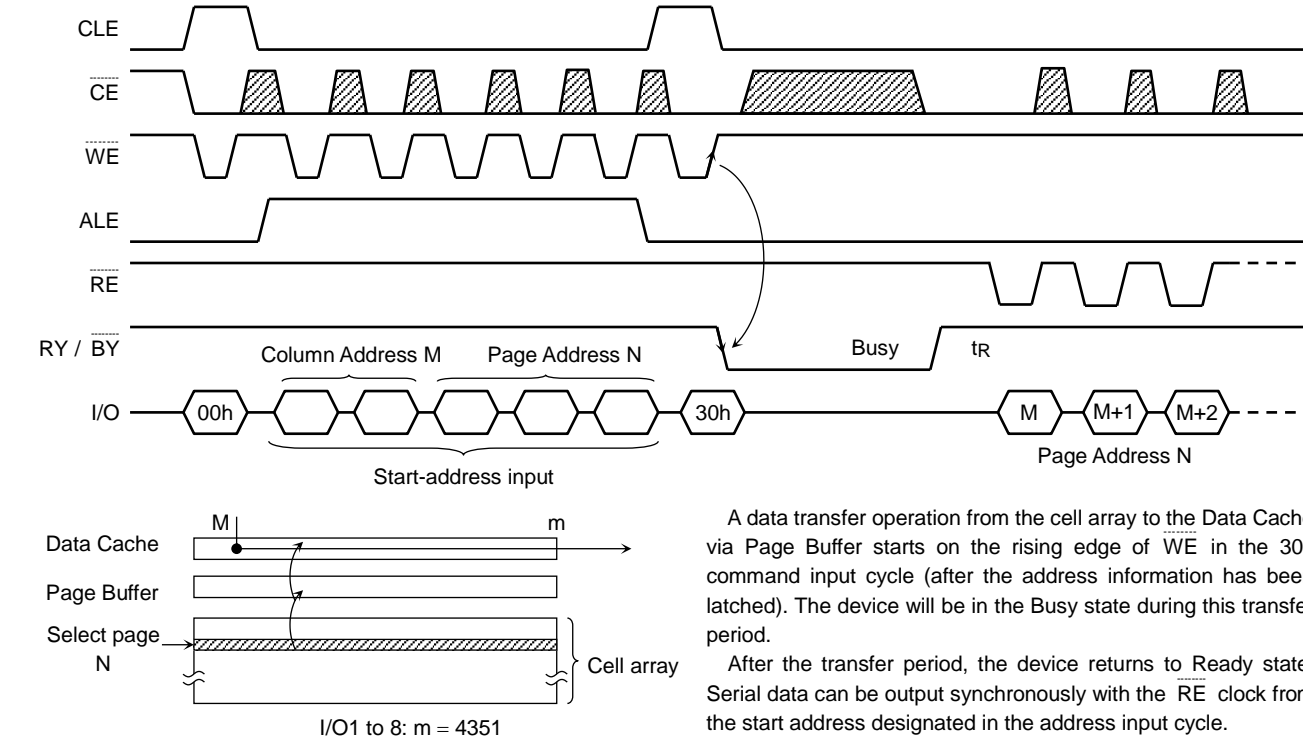 CLE
CE
WE
ALE
RE
RY / BY
Busy
tR
Column Address M
Page Address N
I/O
00h
30h
M
M+1
M+2
Page Address N
Start-address input
M
m
Data Cache
Page Buffer
Select page
N
Cell array
I/O1 to 8: m = 4351
A data transfer operation from the cell array to the Data Cach
via Page Buffer starts on the rising edge of WE in the 30
command input cycle (after the address information has bee
latched). The device will be in the Busy state during this transfe
period.
After the transfer period, the device returns to Ready state
Serial data can be output synchronously with the RE clock from
the start address designated in the address input cycle.